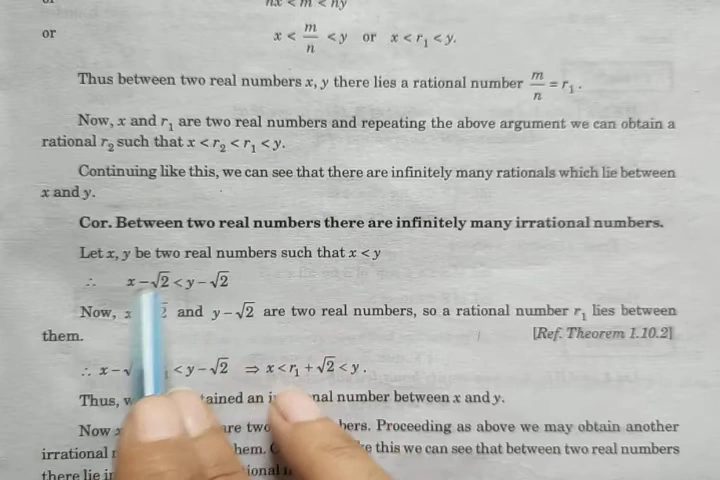 or nx < m < ny
or x < m/n < y or x < r₁ < y.
Thus between two real numbers x, y there lies a rational number m/n = r₁.
Now, x and r₁ are two real numbers and repeating the above argument we can obtain a
rational r₂ such that x < r₂ < r₁ < y.
Continuing like this, we can see that there are infinitely many rationals which lie between
x and y.
Cor. Between two real numbers there are infinitely many irrational numbers.
Let x, y be two real numbers such that x < y
∴ x − √2 < y − √2
Now, x and y − √2 are two real numbers, so a rational number r₁ lies between
them. [Ref. Theorem 1.10.2]
∴ x − < y − √2 ⇒ x < r₁ + √2 < y.
Thus, an number between x and y.
Now are two Proceeding as above we may obtain another
irrational this we can see that between two real numbers
there lie